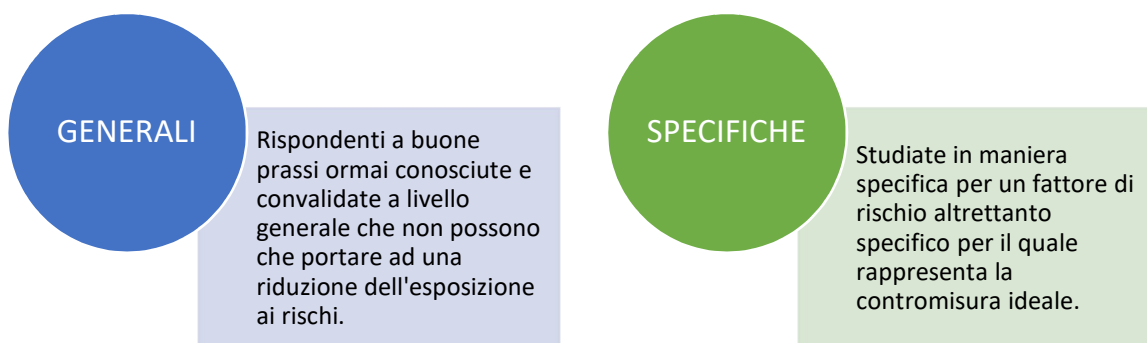 GENERALI
Rispondenti a buone
prassi ormai conosciute e
convalidate a livello
generale che non possono
che portare ad una
riduzione dell'esposizione
ai rischi.
SPECIFICHE
Studiate in maniera
specifica per un fattore di
rischio altrettanto
specifico per il quale
rappresenta la
contromisura ideale.